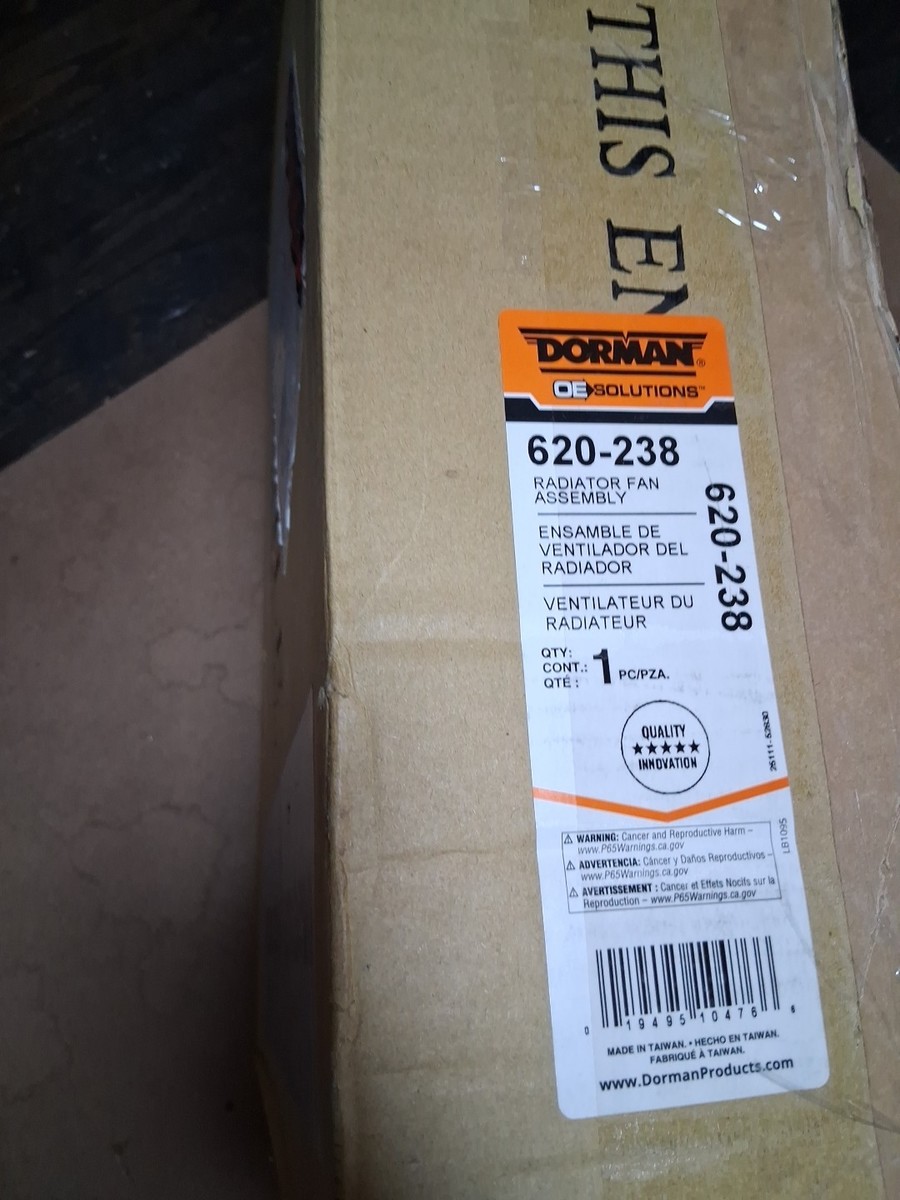 THIS EN
DORMAN®
OE SOLUTIONS™
620-238
RADIATOR FAN
ASSEMBLY
ENSAMBLE DE
VENTILADOR DEL
RADIADOR
VENTILATEUR DU
RADIATEUR
620-238
QTY:
CONT.:
QTÉ :
1 PC/PZA.
QUALITY
★★★★★
INNOVATION
LB1095
⚠ WARNING: Cancer and Reproductive Harm –
www.P65Warnings.ca.gov
⚠ ADVERTENCIA: Cáncer y Daños Reproductivos –
www.P65Warnings.ca.gov
⚠ AVERTISSEMENT : Cancer et Effets Nocifs sur la
Reproduction – www.P65Warnings.ca.gov
0 19495 10476 6
MADE IN TAIWAN. • HECHO EN TAIWAN.
FABRIQUÉ À TAIWAN.
www.DormanProducts.com